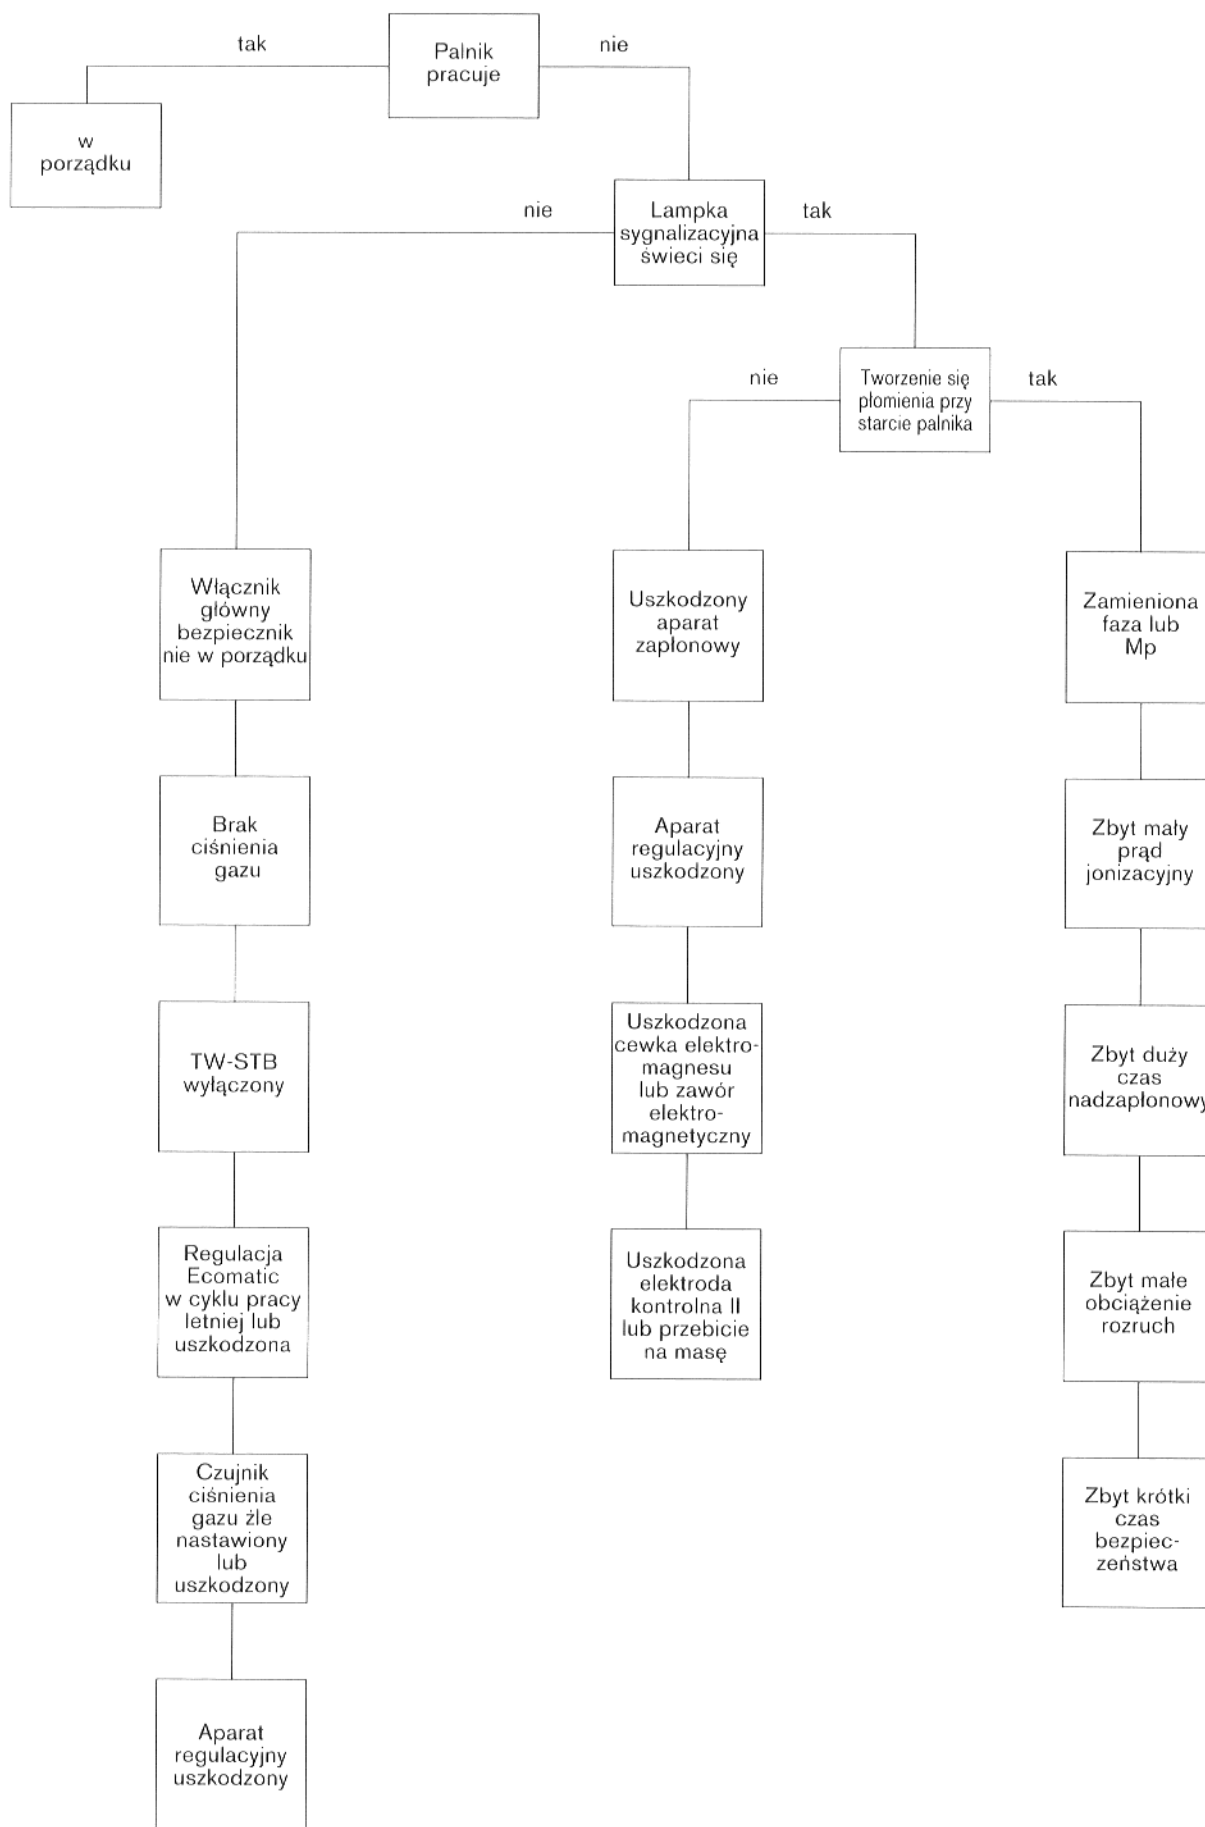 tak
Palnik
pracuje
nie
w
porządku
nie
Lampka
sygnalizacyjna
świeci się
tak
nie
Tworzenie się
płomienia przy
starcie palnika
tak
Włącznik
główny
bezpiecznik
nie w porządku
Uszkodzony
aparat
zapłonowy
Zamieniona
faza lub
Mp
Brak
ciśnienia
gazu
Aparat
regulacyjny
uszkodzony
Zbyt mały
prąd
jonizacyjny
TW-STB
wyłączony
Uszkodzona
cewka elektro-
magnesu
lub zawór
elektro-
magnetyczny
Zbyt duży
czas
nadzapłonowy
Regulacja
Ecomatic
w cyklu pracy
letniej lub
uszkodzona
Uszkodzona
elektroda
kontrolna II
lub przebicie
na masę
Zbyt małe
obciążenie
rozruch
Czujnik
ciśnienia
gazu żle
nastawiony
lub
uszkodzony
Zbyt krótki
czas
bezpiec-
zeństwa
Aparat
regulacyjny
uszkodzony